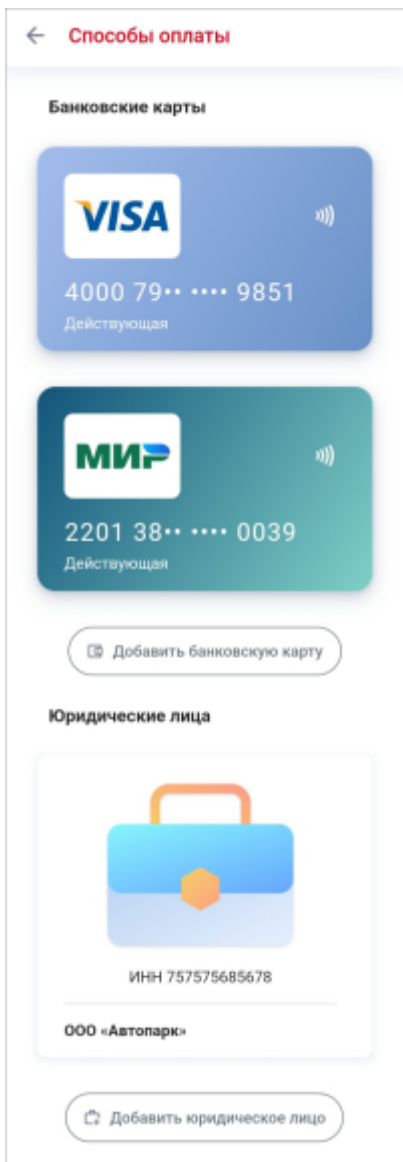 Способы оплаты
Банковские карты
VISA
4000 79•• •••• 9851
Действующая
МИР
2201 38•• •••• 0039
Действующая
Добавить банковскую карту
Юридические лица
ИНН 757575685678
ООО «Автопарк»
Добавить юридическое лицо